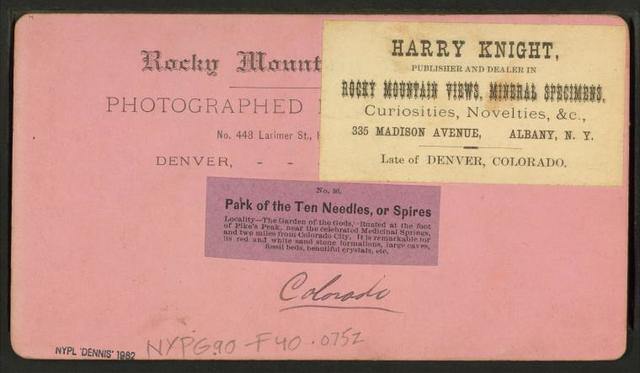 Rocky Mount
PHOTOGRAPHED
No. 448 Larimer St.,
DENVER, - -
HARRY KNIGHT,
PUBLISHER AND DEALER IN
ROCKY MOUNTAIN VIEWS, MINERAL SPECIMENS,
Curiosities, Novelties, &c.,
335 MADISON AVENUE, ALBANY, N. Y.
Late of DENVER, COLORADO.
Park of the Ten Needles, or Spires
Locality—The Garden of the Gods, situated at the foot
of Pike's Peak, near the celebrated Medicinal Springs,
and two miles from Colorado City. It is remarkable for
its red and white sand stone formations, large caves,
fossil beds, beautiful crystals, etc.
Colorado
NYPL 'DENNIS' 1982
NYPG90-F40.0752